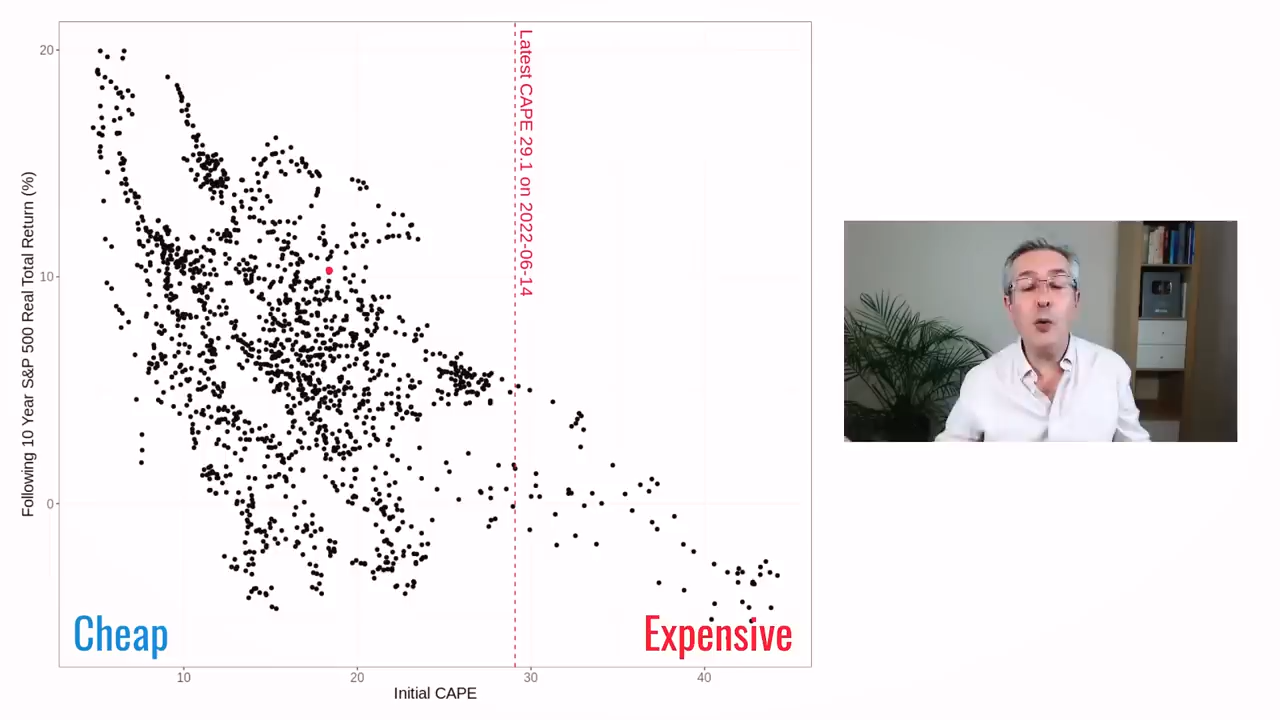 Following 10 Year S&P 500 Real Total Return (%)
20
10
0
Latest CAPE 29.1 on 2022-06-14
Cheap
Expensive
10
20
30
40
Initial CAPE